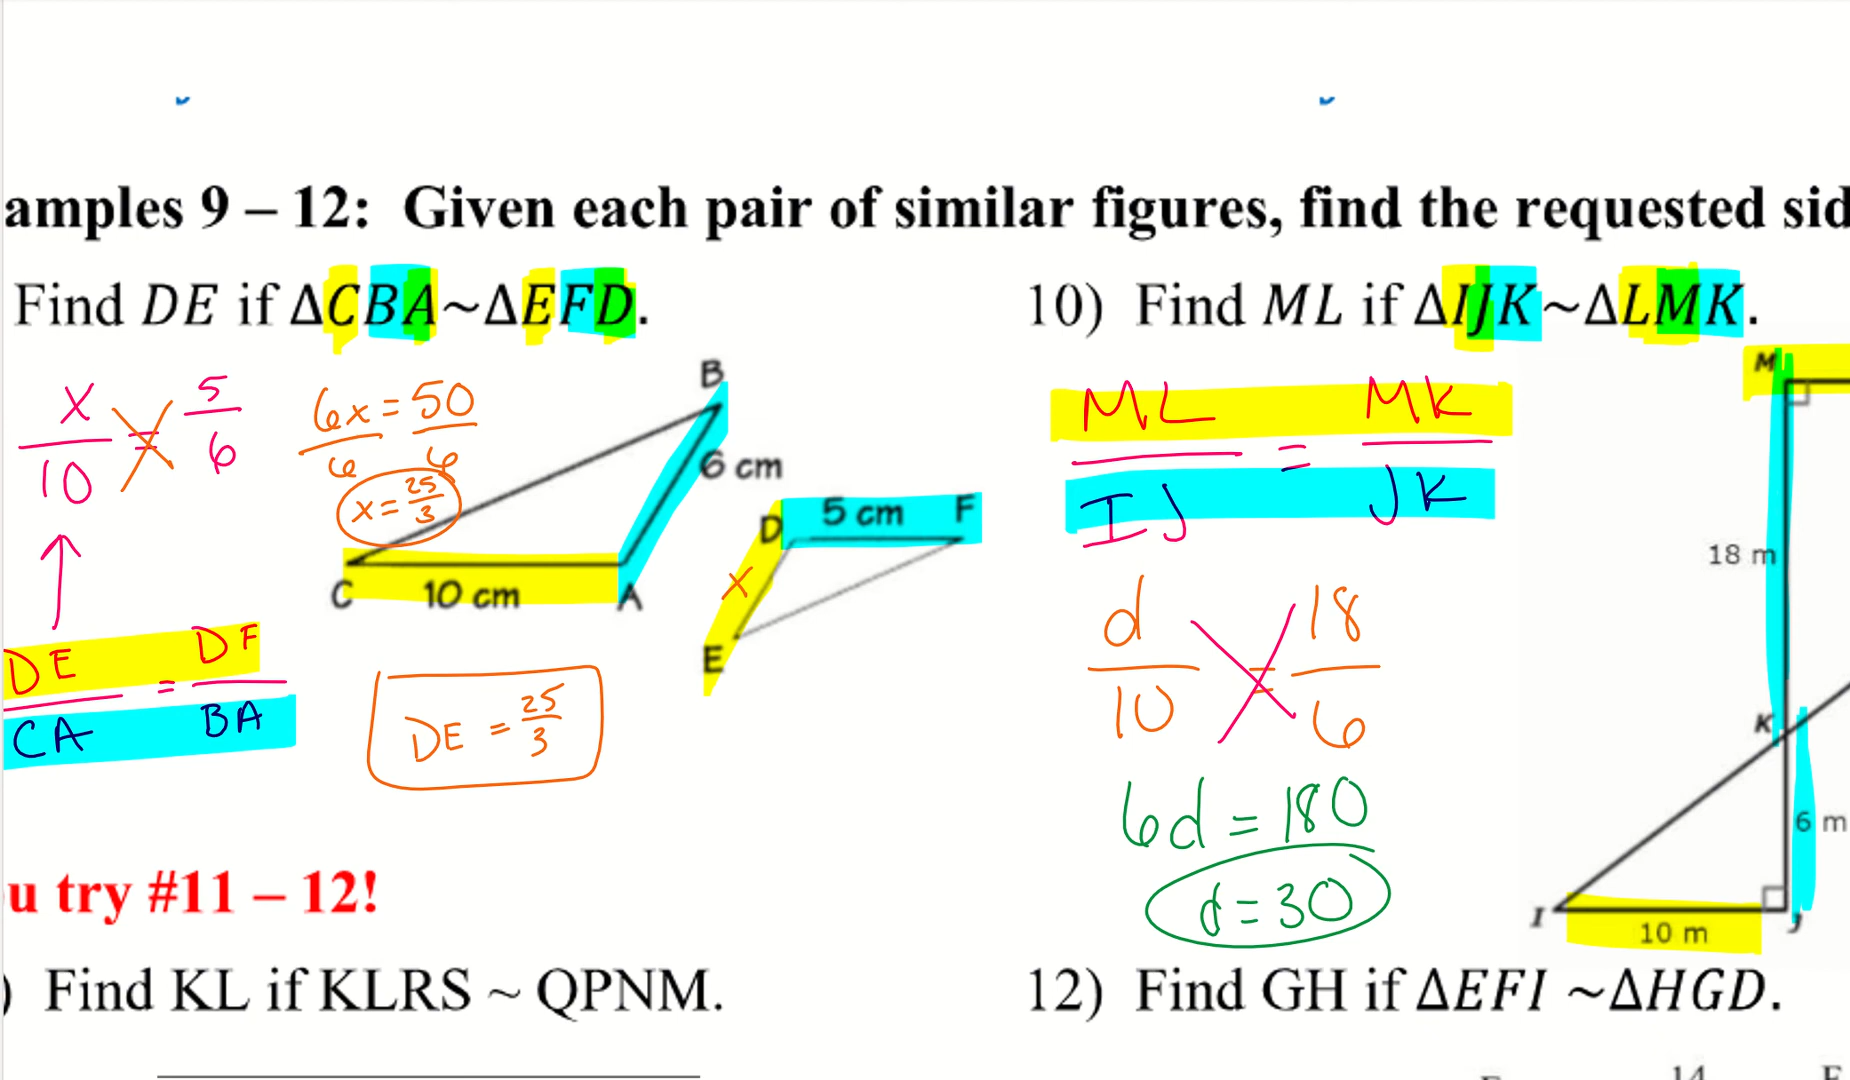 amples 9 – 12: Given each pair of similar figures, find the requested sid
Find DE if ΔCBA~ΔEFD.
x/10 = 5/6
6x = 50
6 6
x = 25/3
B
6 cm
C 10 cm A
D 5 cm F
x
E
DE/CA = DF/BA
DE = 25/3
10) Find ML if ΔIJK~ΔLMK.
ML/IJ = MK/JK
d/10 = 18/6
6d = 180
d = 30
M
18 m
K
6 m
I 10 m J
u try #11 – 12!
) Find KL if KLRS ~ QPNM.
12) Find GH if ΔEFI ~ΔHGD.
14